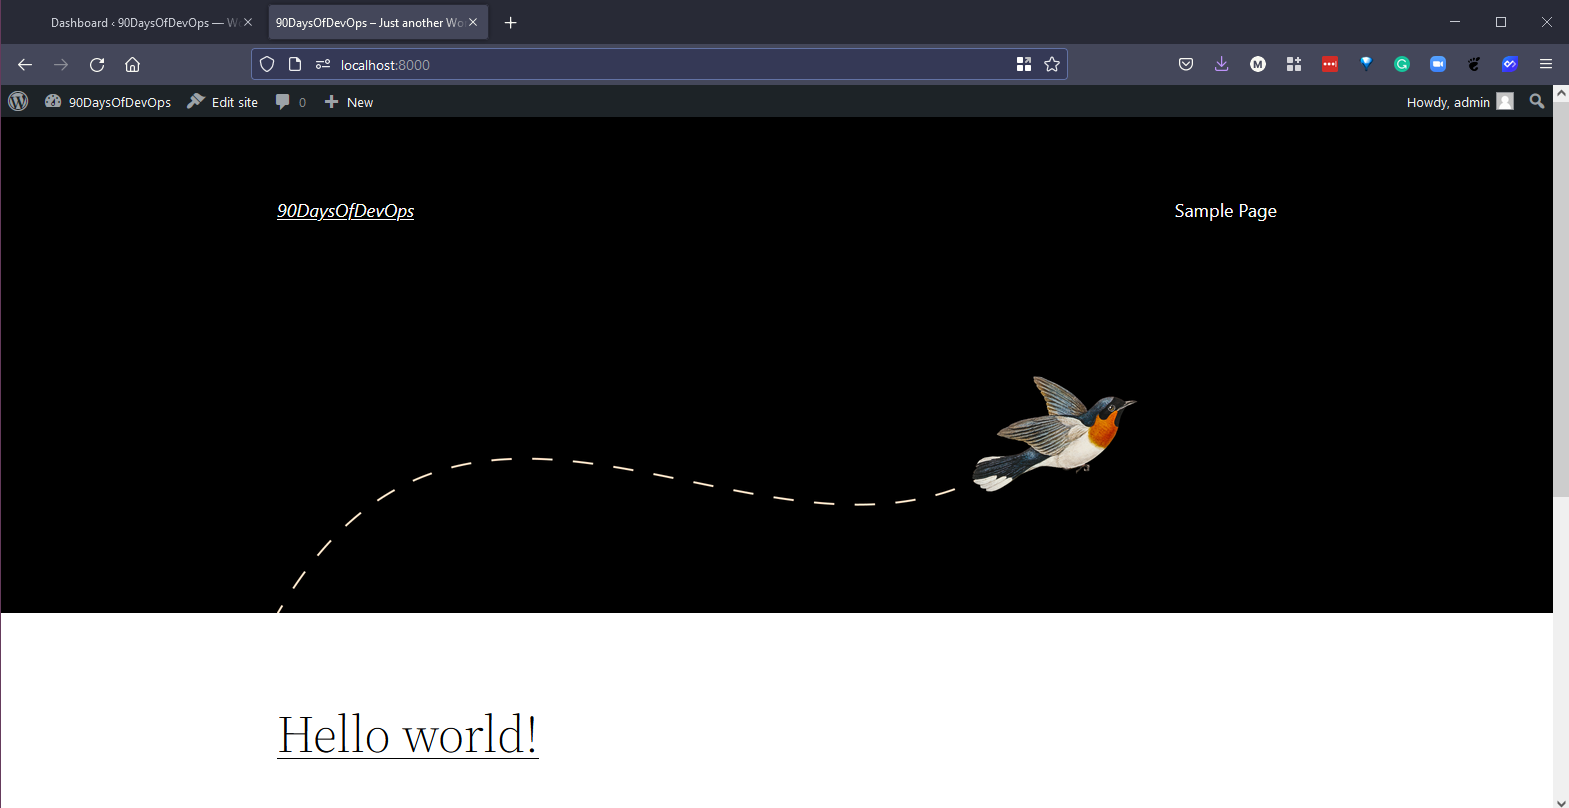 Dashboard ‹ 90DaysOfDevOps — W
90DaysOfDevOps – Just another Wo
localhost:8000
90DaysOfDevOps Edit site 0 New Howdy, admin
90DaysOfDevOps Sample Page
Hello world!